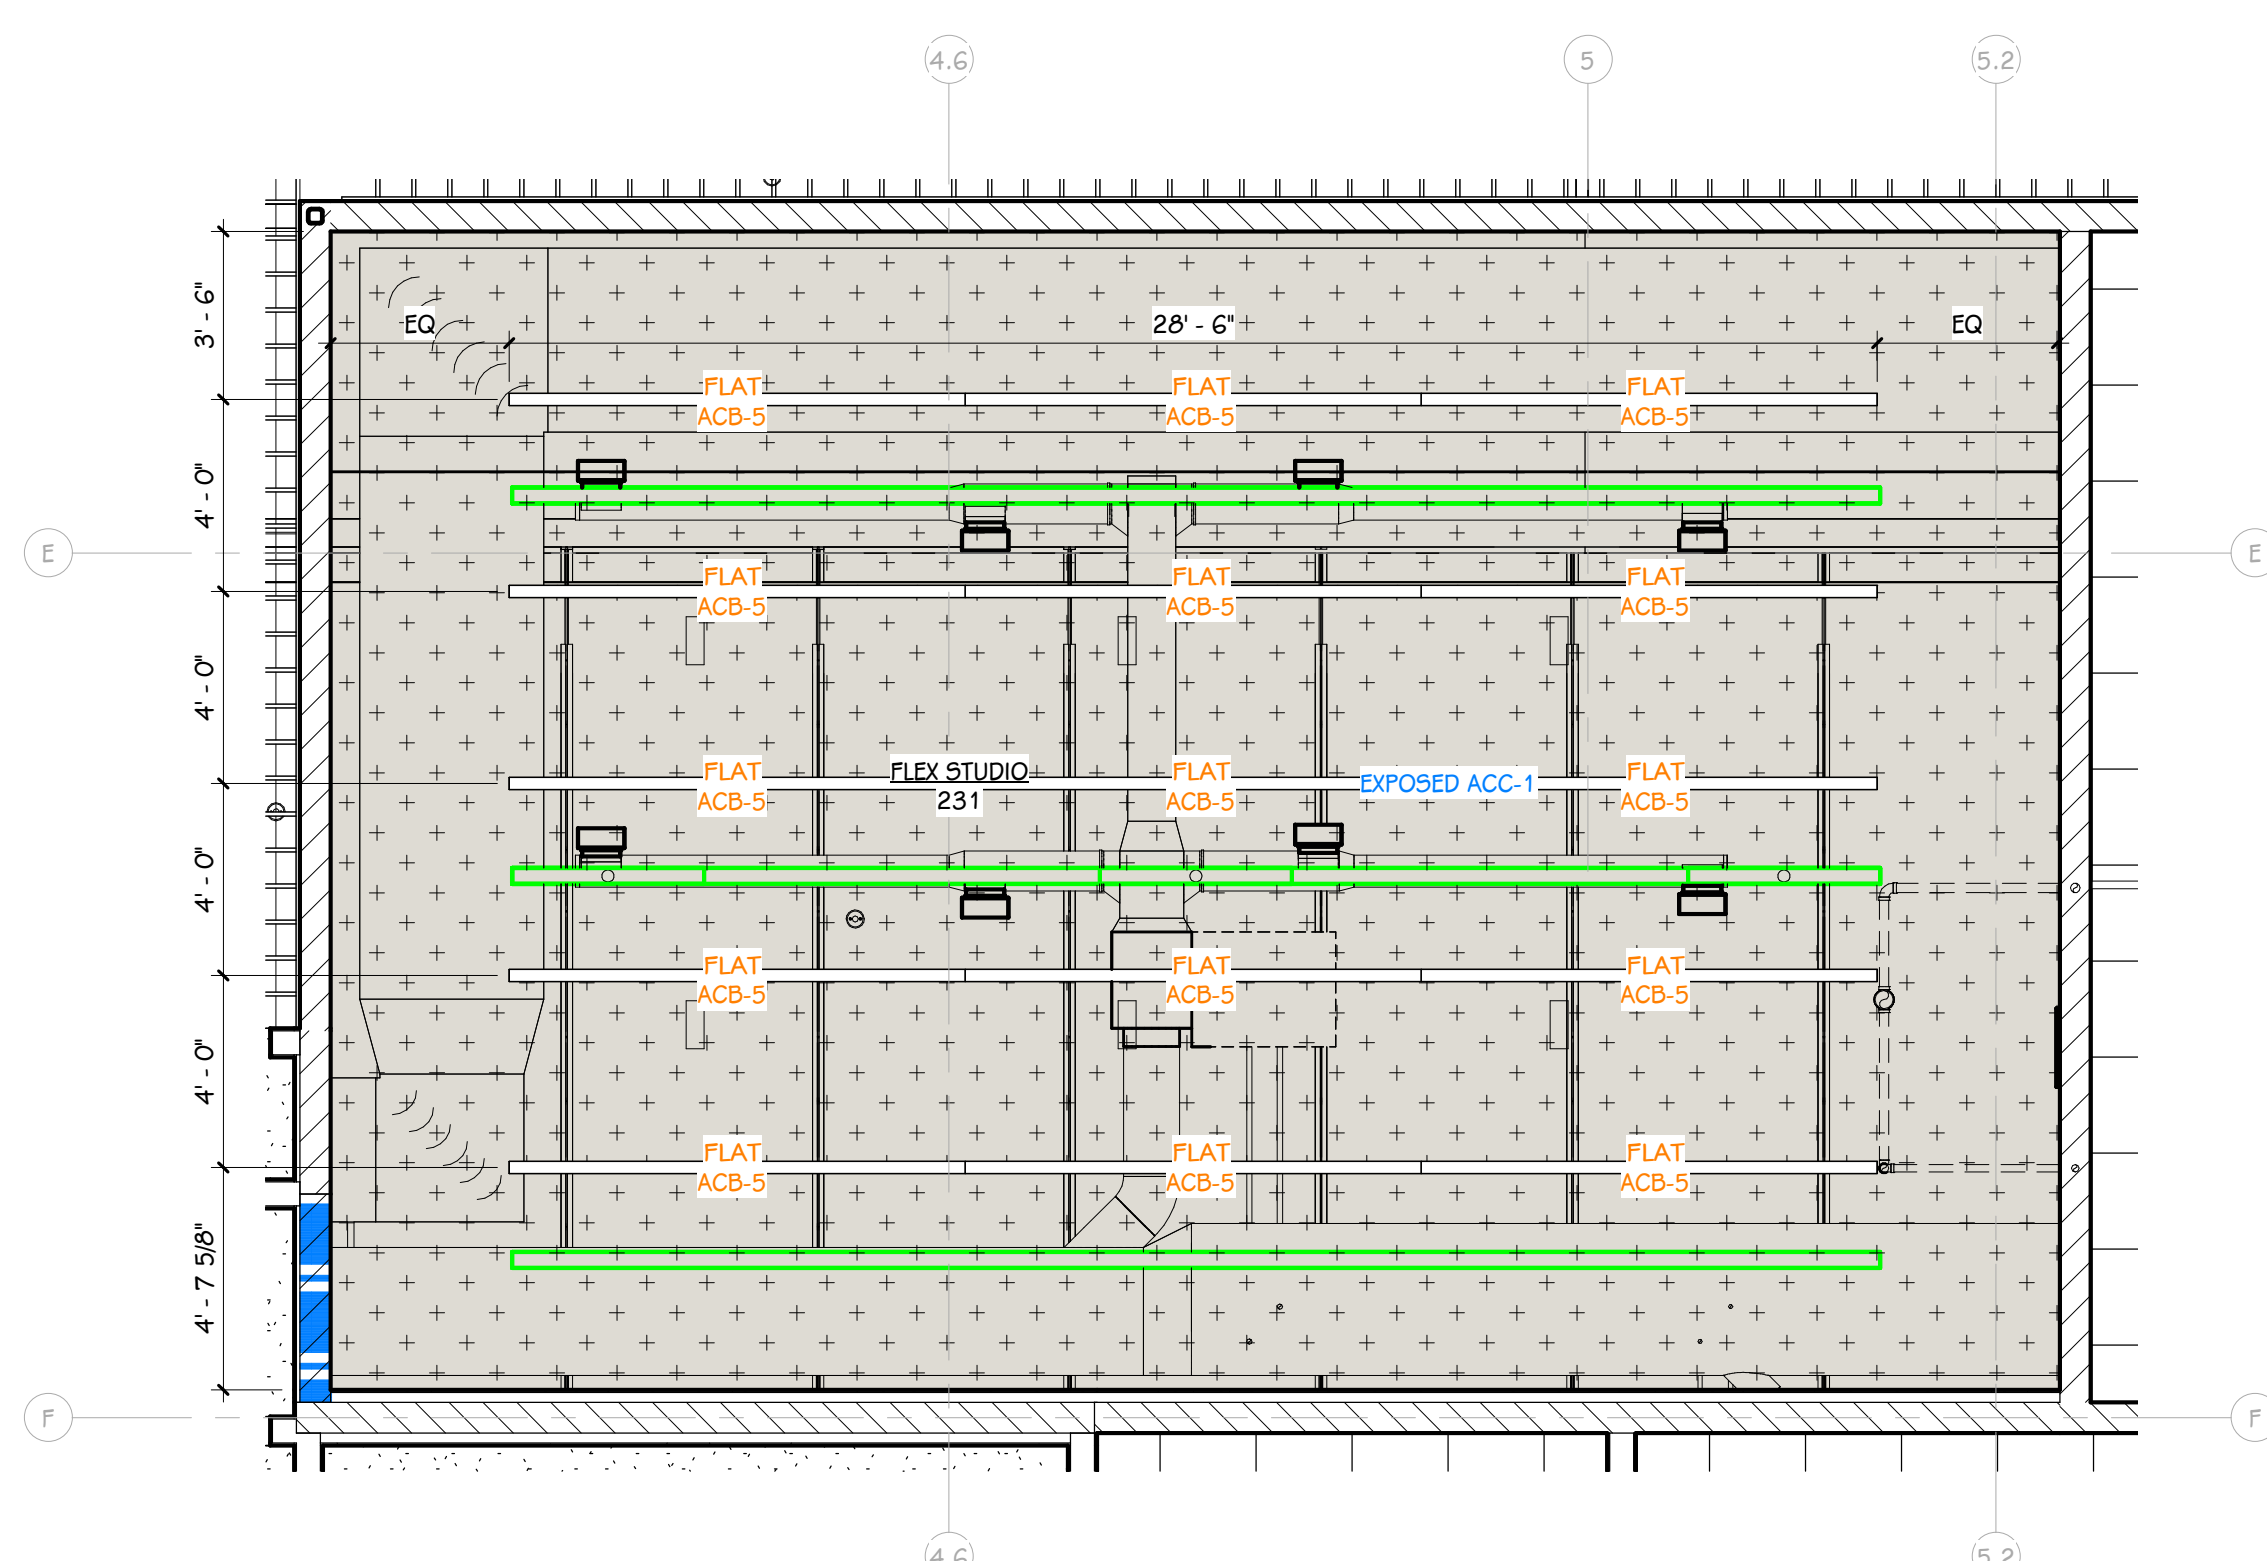 4.6
5
5.2
3' - 6"
EQ
28' - 6"
EQ
FLAT
ACB-5
FLAT
ACB-5
FLAT
ACB-5
4' - 0"
E
E
FLAT
ACB-5
FLAT
ACB-5
FLAT
ACB-5
4' - 0"
FLAT
ACB-5
FLEX STUDIO
231
FLAT
ACB-5
EXPOSED ACC-1
FLAT
ACB-5
4' - 0"
FLAT
ACB-5
FLAT
ACB-5
FLAT
ACB-5
4' - 0"
FLAT
ACB-5
FLAT
ACB-5
FLAT
ACB-5
4' - 7 5/8"
F
F
4.6
5.2